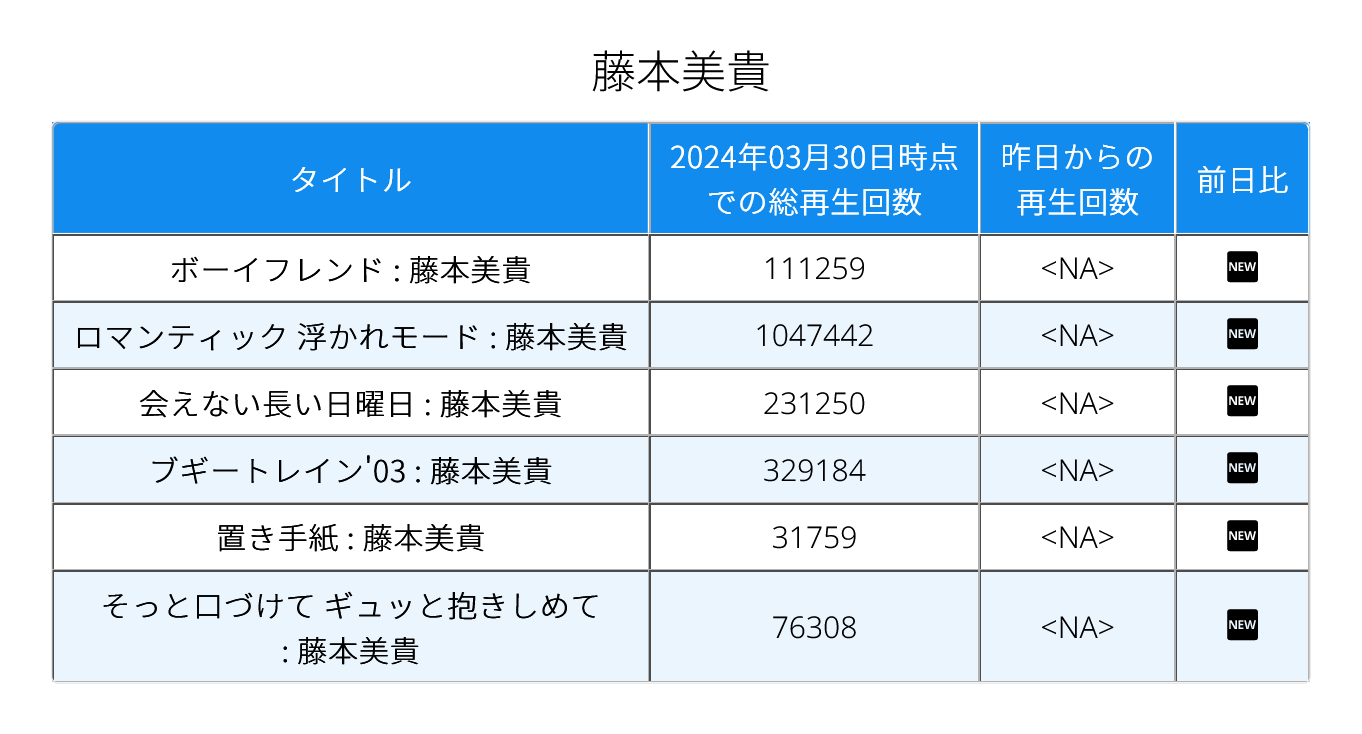 藤本美貴
タイトル
2024年03月30日時点
での総再生回数
昨日からの
再生回数
前日比
ボーイフレンド : 藤本美貴
111259
<NA>
NEW
ロマンティック 浮かれモード : 藤本美貴
1047442
<NA>
NEW
会えない長い日曜日 : 藤本美貴
231250
<NA>
NEW
ブギートレイン'03 : 藤本美貴
329184
<NA>
NEW
置き手紙 : 藤本美貴
31759
<NA>
NEW
そっと口づけて ギュッと抱きしめて
: 藤本美貴
76308
<NA>
NEW